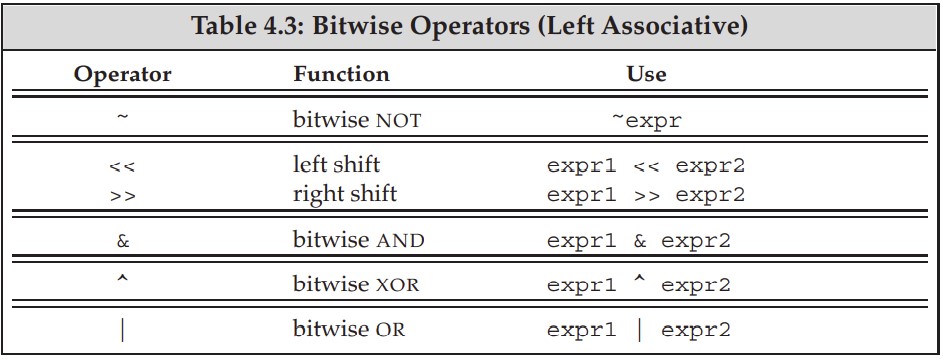 Table 4.3: Bitwise Operators (Left Associative)
Operator Function Use
~ bitwise NOT ~expr
<< left shift expr1 << expr2
>> right shift expr1 >> expr2
& bitwise AND expr1 & expr2
^ bitwise XOR expr1 ^ expr2
| bitwise OR expr1 | expr2